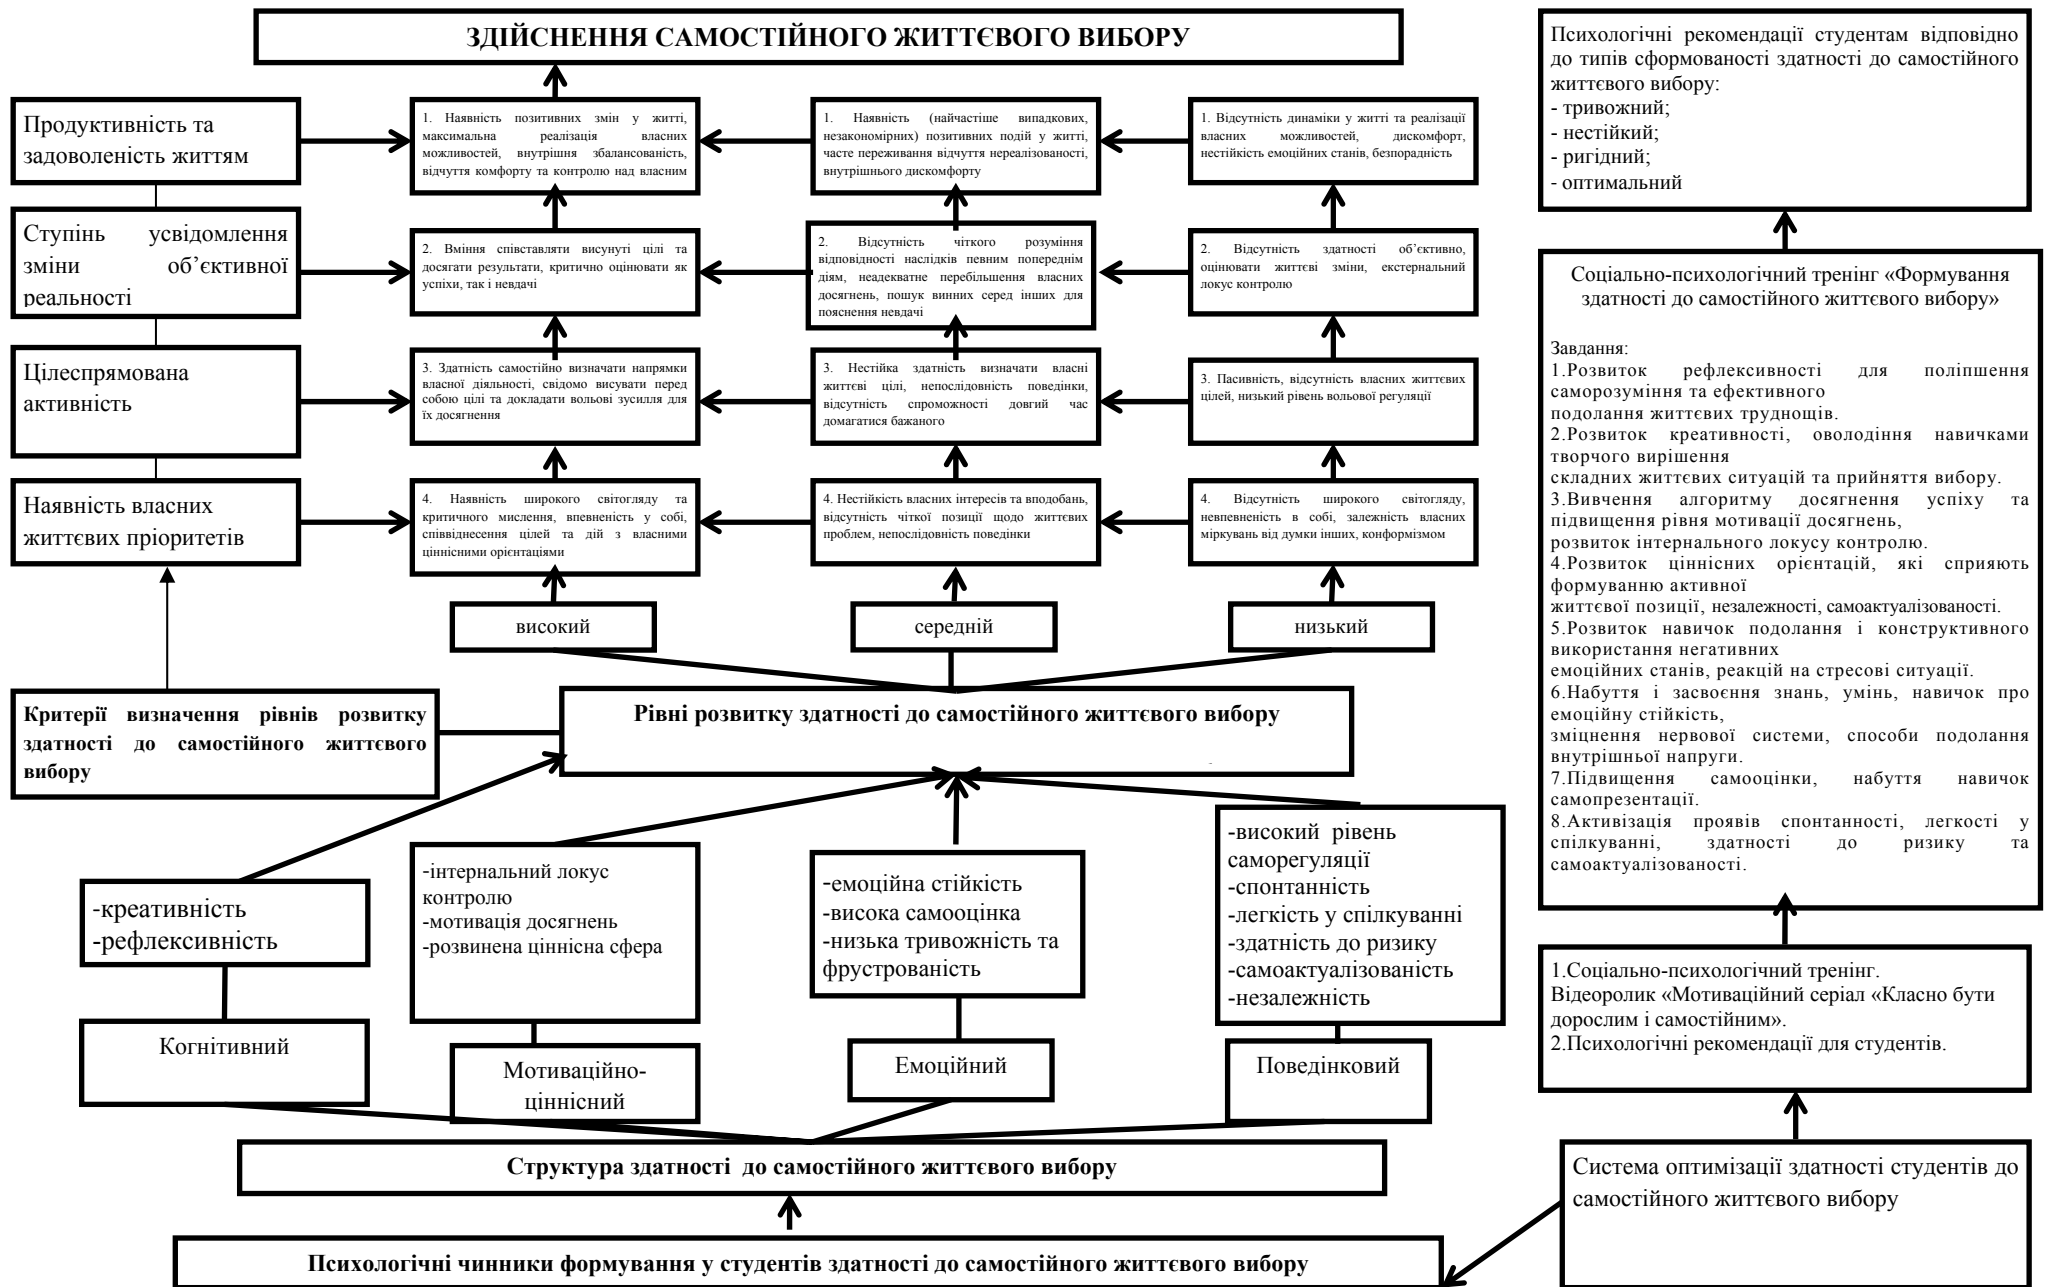 ЗДІЙСНЕННЯ САМОСТІЙНОГО ЖИТТЄВОГО ВИБОРУ
Продуктивність та
задоволеність життям
1. Наявність позитивних змін у житті,
максимальна реалізація власних
можливостей, внутрішня збалансованість,
відчуття комфорту та контролю над власним
1. Наявність (найчастіше випадкових,
незакономірних) позитивних подій у житті,
часте переживання відчуття нереалізованості,
внутрішнього дискомфорту
1. Відсутність динаміки у житті та реалізації
власних можливостей, дискомфорт,
нестійкість емоційних станів, безпорадність
Ступінь усвідомлення
зміни об’єктивної
реальності
2. Вміння співставляти висунуті цілі та
досягати результати, критично оцінювати як
успіхи, так і невдачі
2. Відсутність чіткого розуміння
відповідності наслідків певним попереднім
діям, неадекватне перебільшення власних
досягнень, пошук винних серед інших для
пояснення невдачі
2. Відсутність здатності об’єктивно,
оцінювати життєві зміни, екстернальний
локус контролю
Цілеспрямована
активність
3. Здатність самостійно визначати напрямки
власної діяльності, свідомо висувати перед
собою цілі та докладати вольові зусилля для
їх досягнення
3. Нестійка здатність визначати власні
життєві цілі, непослідовність поведінки,
відсутність спроможності довгий час
домагатися бажаного
3. Пасивність, відсутність власних життєвих
цілей, низький рівень вольової регуляції
Наявність власних
життєвих пріоритетів
4. Наявність широкого світогляду та
критичного мислення, впевненість у собі,
співвіднесення цілей та дій з власними
ціннісними орієнтаціями
4. Нестійкість власних інтересів та вподобань,
відсутність чіткої позиції щодо життєвих
проблем, непослідовність поведінки
4. Відсутність широкого світогляду,
невпевненість в собі, залежність власних
міркувань від думки інших, конформізмом
високий
середній
низький
Критерії визначення рівнів розвитку
здатності до самостійного життєвого
вибору
Рівні розвитку здатності до самостійного життєвого вибору
-креативність
-рефлексивність
-інтернальний локус
контролю
-мотивація досягнень
-розвинена ціннісна сфера
-емоційна стійкість
-висока самооцінка
-низька тривожність та
фрустрованість
-високий рівень
саморегуляції
-спонтанність
-легкість у спілкуванні
-здатність до ризику
-самоактуалізованість
-незалежність
Когнітивний
Мотиваційно-
ціннісний
Емоційний
Поведінковий
Структура здатності до самостійного життєвого вибору
Психологічні чинники формування у студентів здатності до самостійного життєвого вибору
Психологічні рекомендації студентам відповідно
до типів сформованості здатності до самостійного
життєвого вибору:
- тривожний;
- нестійкий;
- ригідний;
- оптимальний
Соціально-психологічний тренінг «Формування
здатності до самостійного життєвого вибору»
Завдання:
1.Розвиток рефлексивності для поліпшення
саморозуміння та ефективного
подолання життєвих труднощів.
2.Розвиток креативності, оволодіння навичками
творчого вирішення
складних життєвих ситуацій та прийняття вибору.
3.Вивчення алгоритму досягнення успіху та
підвищення рівня мотивації досягнень,
розвиток інтернального локусу контролю.
4.Розвиток ціннісних орієнтацій, які сприяють
формуванню активної
життєвої позиції, незалежності, самоактуалізованості.
5.Розвиток навичок подолання і конструктивного
використання негативних
емоційних станів, реакцій на стресові ситуації.
6.Набуття і засвоєння знань, умінь, навичок про
емоційну стійкість,
зміцнення нервової системи, способи подолання
внутрішньої напруги.
7.Підвищення самооцінки, набуття навичок
самопрезентації.
8.Активізація проявів спонтанності, легкості у
спілкуванні, здатності до ризику та
самоактуалізованості.
1.Соціально-психологічний тренінг.
Відеоролик «Мотиваційний серіал «Класно бути
дорослим і самостійним».
2.Психологічні рекомендації для студентів.
Система оптимізації здатності студентів до
самостійного життєвого вибору